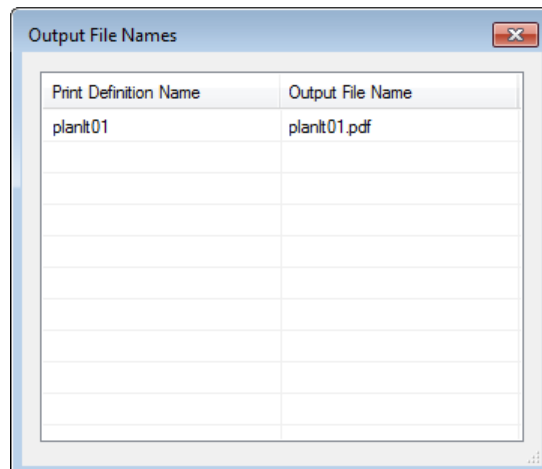 Output File Names
Print Definition Name Output File Name
planlt01 planlt01.pdf